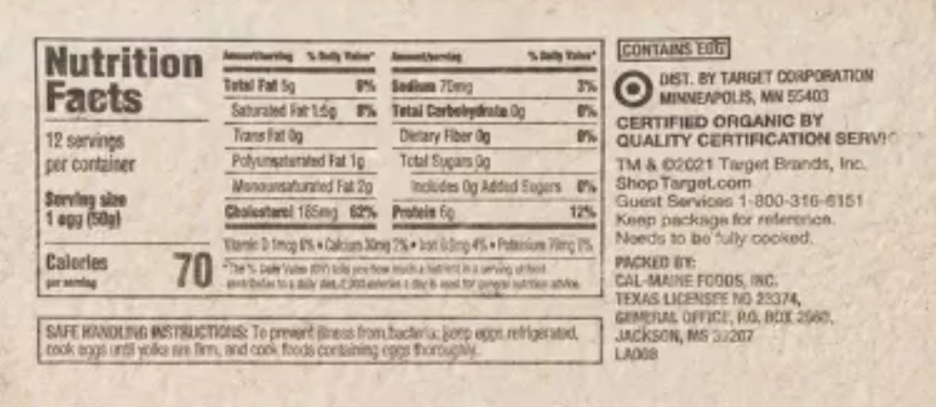 Nutrition
Facts
12 servings
per container
Serving size
1 egg (50g)
Calories
per serving
70
Amount/serving % Daily Value*
Total Fat 5g 6%
Saturated Fat 1.5g 8%
Trans Fat 0g
Polyunsaturated Fat 1g
Monounsaturated Fat 2g
Cholesterol 185mg 62%
Amount/serving % Daily Value*
Sodium 70mg 3%
Total Carbohydrate 0g 0%
Dietary Fiber 0g 0%
Total Sugars 0g
Includes 0g Added Sugars 0%
Protein 6g 12%
Vitamin D 1mcg 6% • Calcium 30mg 2% • Iron 4% • Potassium
*The % Daily Value (DV) tells you how much a nutrient in a serving of food
contributes to a daily diet. 2,000 calories a day is used for general nutrition advice.
SAFE HANDLING INSTRUCTIONS: To prevent illness from bacteria: keep eggs refrigerated,
cook eggs until yolks are firm, and cook foods containing eggs thoroughly.
CONTAINS EGG
DIST. BY TARGET CORPORATION
MINNEAPOLIS, MN 55403
CERTIFIED ORGANIC BY
QUALITY CERTIFICATION SERVIC
TM & ©2021 Target Brands, Inc.
Shop Target.com
Guest Services 1-800-316-6151
Keep package for reference.
Needs to be fully cooked.
PACKED BY:
CAL-MAINE FOODS, INC.
TEXAS LICENSEE NO 23374,
GENERAL OFFICE, P.O. BOX 2960,
JACKSON, MS 39207
LA008